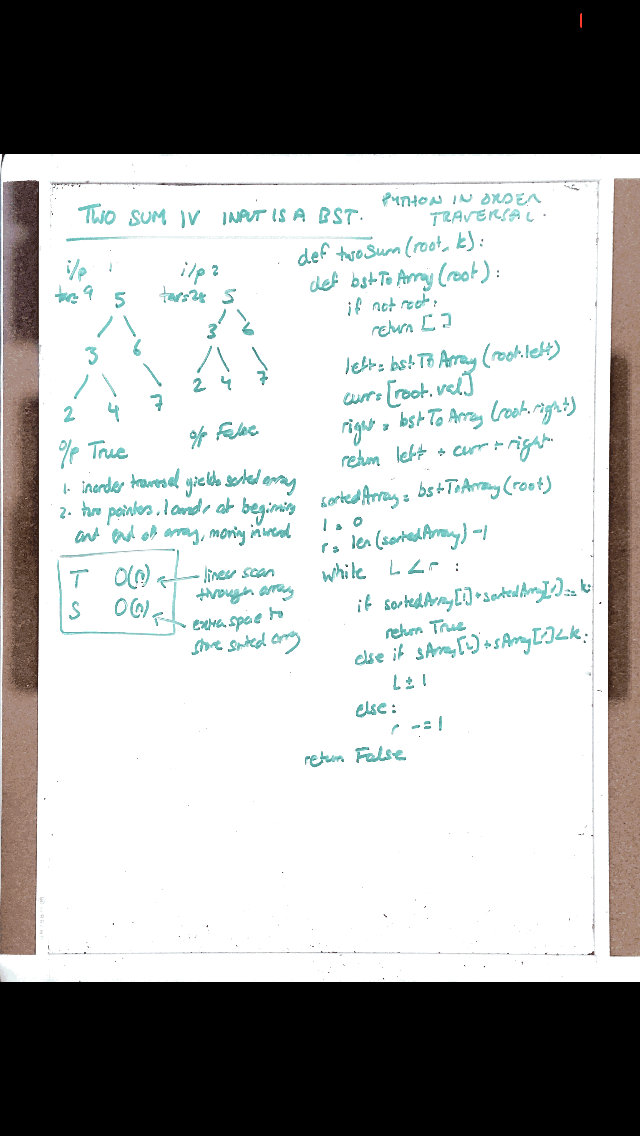 TWO SUM IV INPUT IS A BST.
PYTHON IN ORDER
TRAVERSAL.
i/p 1
tar=9
5
3 6
2 4 7
o/p True
i/p 2
tar=28
5
3 6
2 4 7
o/p False
1. inorder traversal yields sorted array
2. two pointers, l and r at beginning
and end of array, moving inward
T O(n) ← linear scan
through array
S O(n) ← extra space to
store sorted array
def twoSum(root, k):
def bstToArray(root):
if not root:
return []
left = bstToArray(root.left)
curr = [root.val]
right = bstToArray(root.right)
return left + curr + right
sortedArray = bstToArray(root)
l = 0
r = len(sortedArray) - 1
while L < r :
if sortedArray[l] + sortedArray[r] == k:
return True
else if sArray[L] + sArray[r] < k:
L ± 1
else:
r -= 1
return False